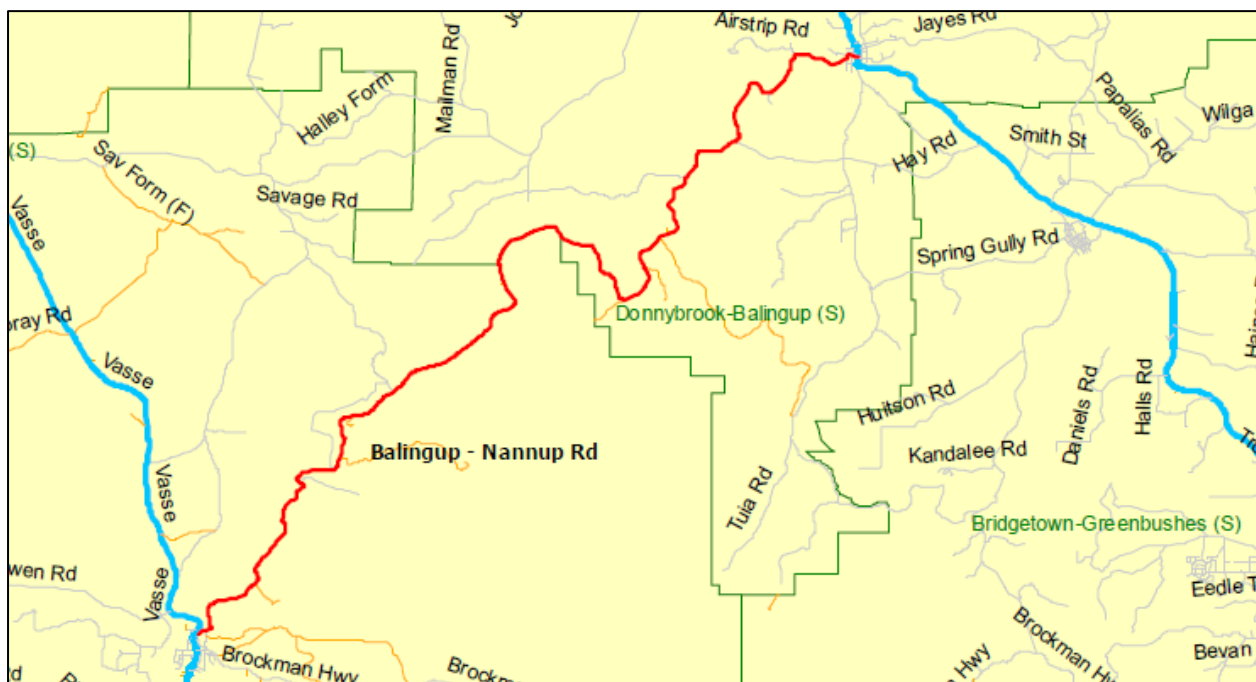 Airstrip Rd
Jayes Rd
Mailman Rd
Halley Form
Papalias Rd
Wilga
Smith St
Hay Rd
(S)
Sav Form (F)
Savage Rd
Vasse
Spring Gully Rd
Donnybrook-Balingup (S)
Vasse
Huitson Rd
Daniels Rd
Halls Rd
Balingup - Nannup Rd
Kandalee Rd
Vasse
Tuia Rd
Bridgetown-Greenbushes (S)
Vasse
Brockman Hwy
Brockman Hwy
Bevan